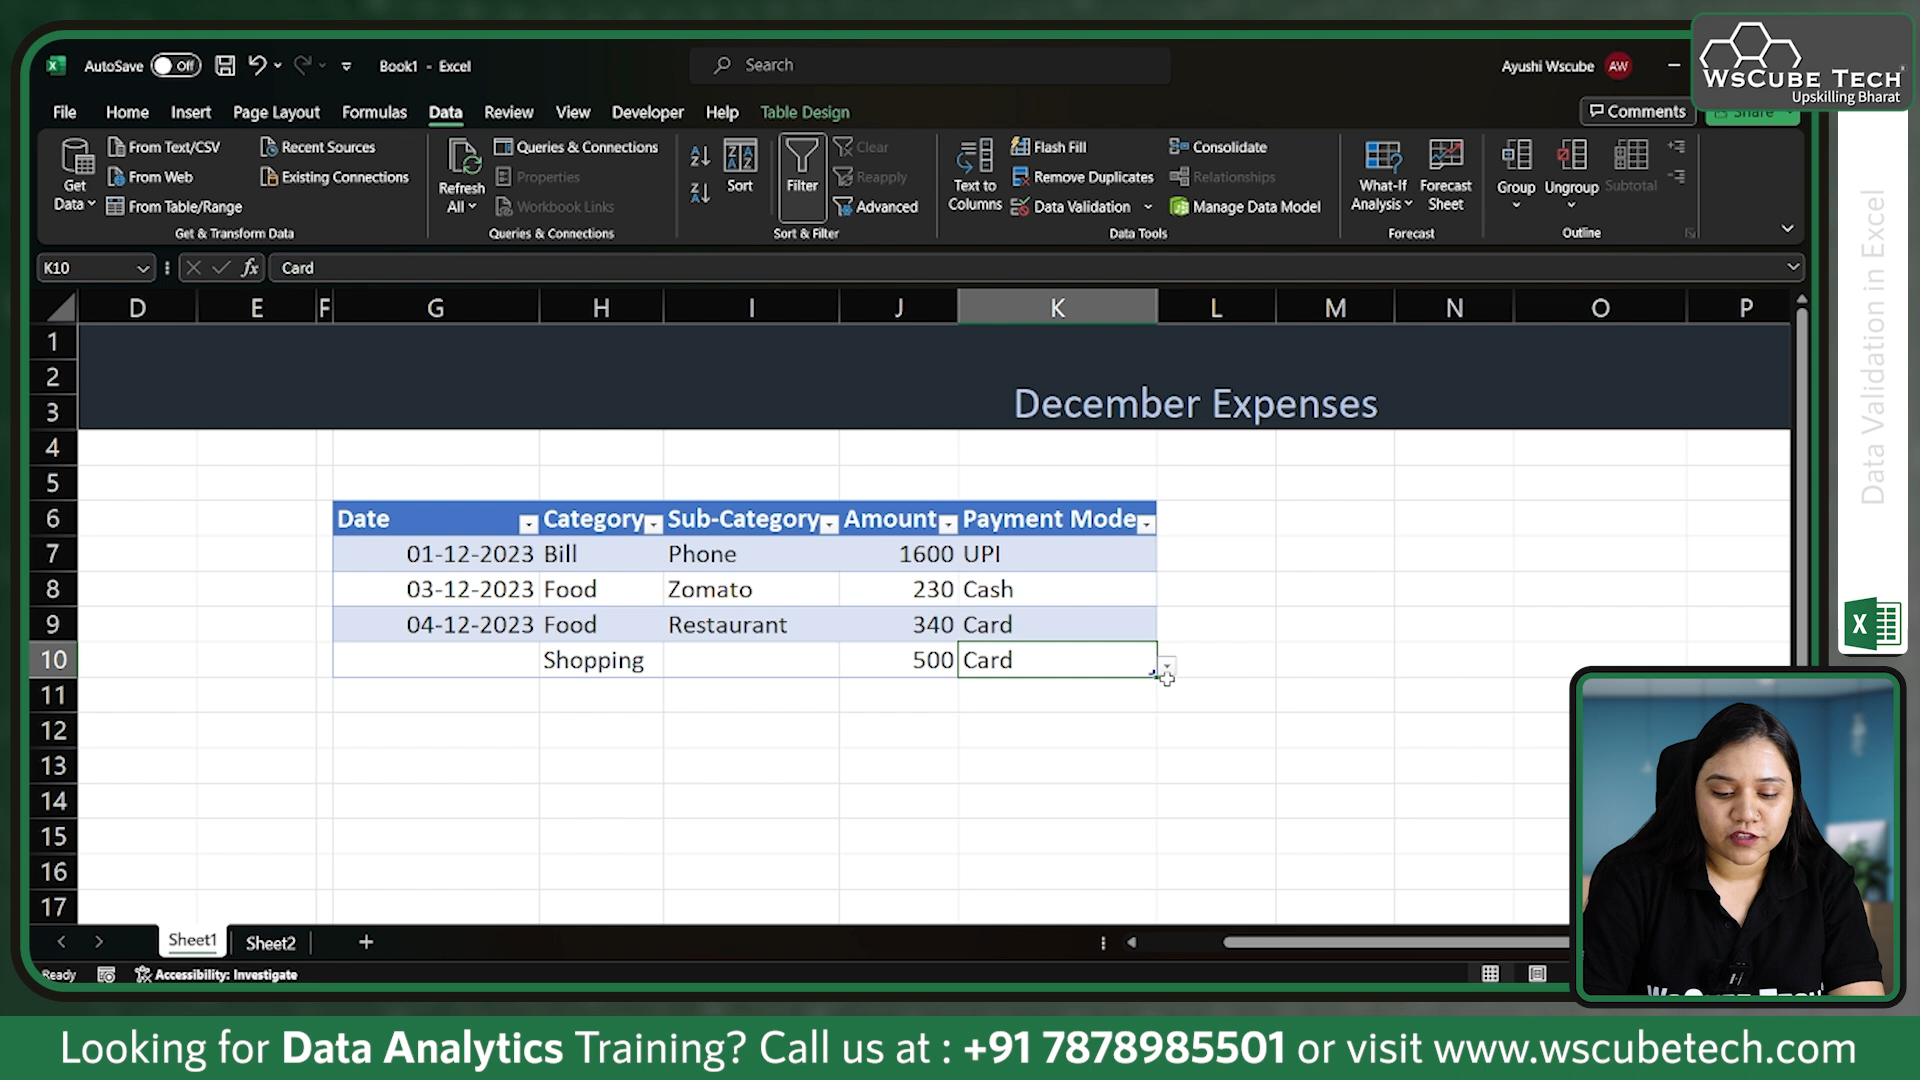 AutoSave Off Book1 - Excel Search Ayushi Wscube AW
WsCube Tech
Upskilling Bharat
File Home Insert Page Layout Formulas Data Review View Developer Help Table Design Comments Share
Get Data From Text/CSV From Web From Table/Range Recent Sources Existing Connections
Get & Transform Data
Refresh All Queries & Connections Properties Workbook Links
Queries & Connections
Sort Filter Clear Reapply Advanced
Sort & Filter
Text to Columns Flash Fill Remove Duplicates Data Validation Consolidate Relationships Manage Data Model
Data Tools
What-If Analysis Forecast Sheet
Forecast
Group Ungroup Subtotal
Outline
K10 fx Card
D E F G H I J K L M N O P
1
2
3 December Expenses
4
5
6 Date Category Sub-Category Amount Payment Mode
7 01-12-2023 Bill Phone 1600 UPI
8 03-12-2023 Food Zomato 230 Cash
9 04-12-2023 Food Restaurant 340 Card
10 Shopping 500 Card
11
12
13
14
15
16
17
Sheet1 Sheet2 +
Ready Accessibility: Investigate
Data Validation in Excel
X
Looking for Data Analytics Training? Call us at : +91 7878985501 or visit www.wscubetech.com